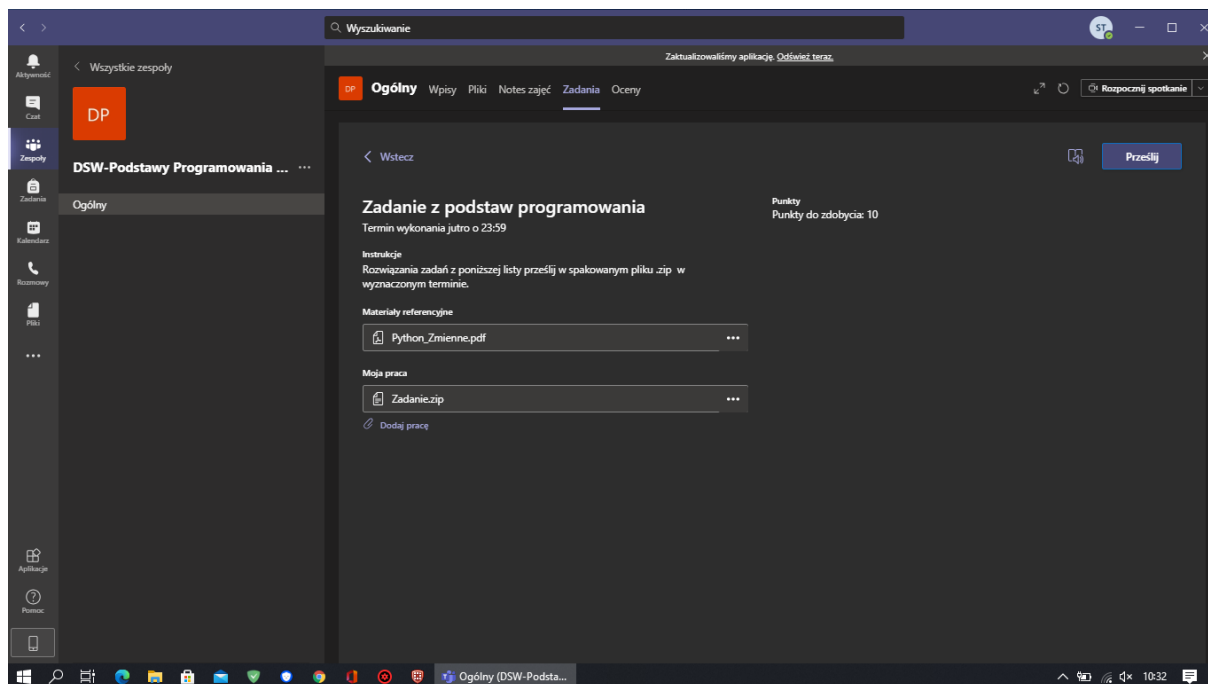 Wyszukiwanie
ST
Zaktualizowaliśmy aplikację. Odśwież teraz.
Aktywność
Czat
Zespoły
Zadania
Kalendarz
Rozmowy
Pliki
Aplikacje
Pomoc
Wszystkie zespoły
DP
DSW-Podstawy Programowania ...
Ogólny
DP Ogólny Wpisy Pliki Notes zajęć Zadania Oceny
Rozpocznij spotkanie
Wstecz
Prześlij
Zadanie z podstaw programowania
Termin wykonania jutro o 23:59
Punkty
Punkty do zdobycia: 10
Instrukcje
Rozwiązania zadań z poniższej listy prześlij w spakowanym pliku .zip w
wyznaczonym terminie.
Materiały referencyjne
Python_Zmienne.pdf
Moja praca
Zadanie.zip
Dodaj pracę
Ogólny (DSW-Podsta...
10:32